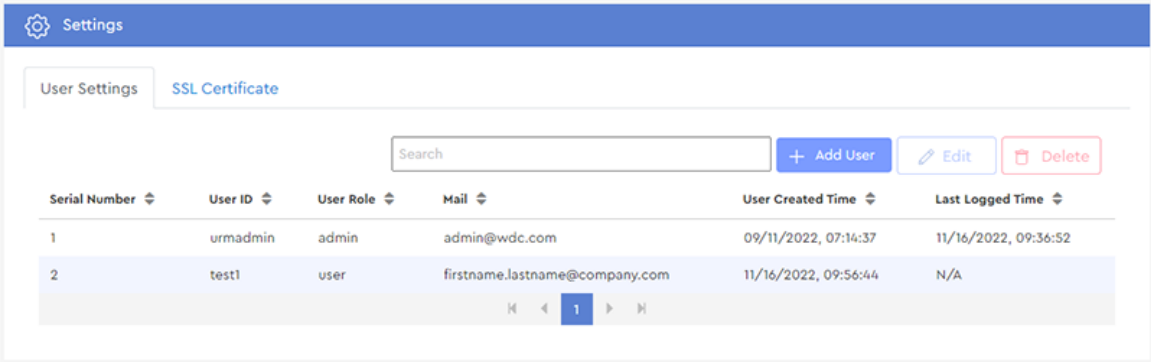 Settings
User Settings SSL Certificate
Search + Add User Edit Delete
Serial Number User ID User Role Mail User Created Time Last Logged Time
1 urmadmin admin admin@wdc.com 09/11/2022, 07:14:37 11/16/2022, 09:36:52
2 test1 user firstname.lastname@company.com 11/16/2022, 09:56:44 N/A
1